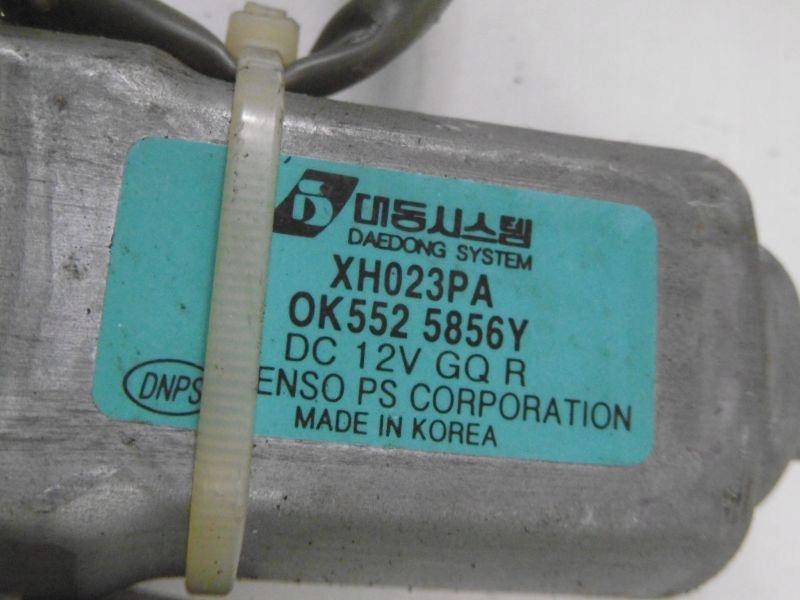 DS 대동시스템
DAEDONG SYSTEM
XH023PA
OK552 5856Y
DC 12V GQ R
DNPS ENSO PS CORPORATION
MADE IN KOREA